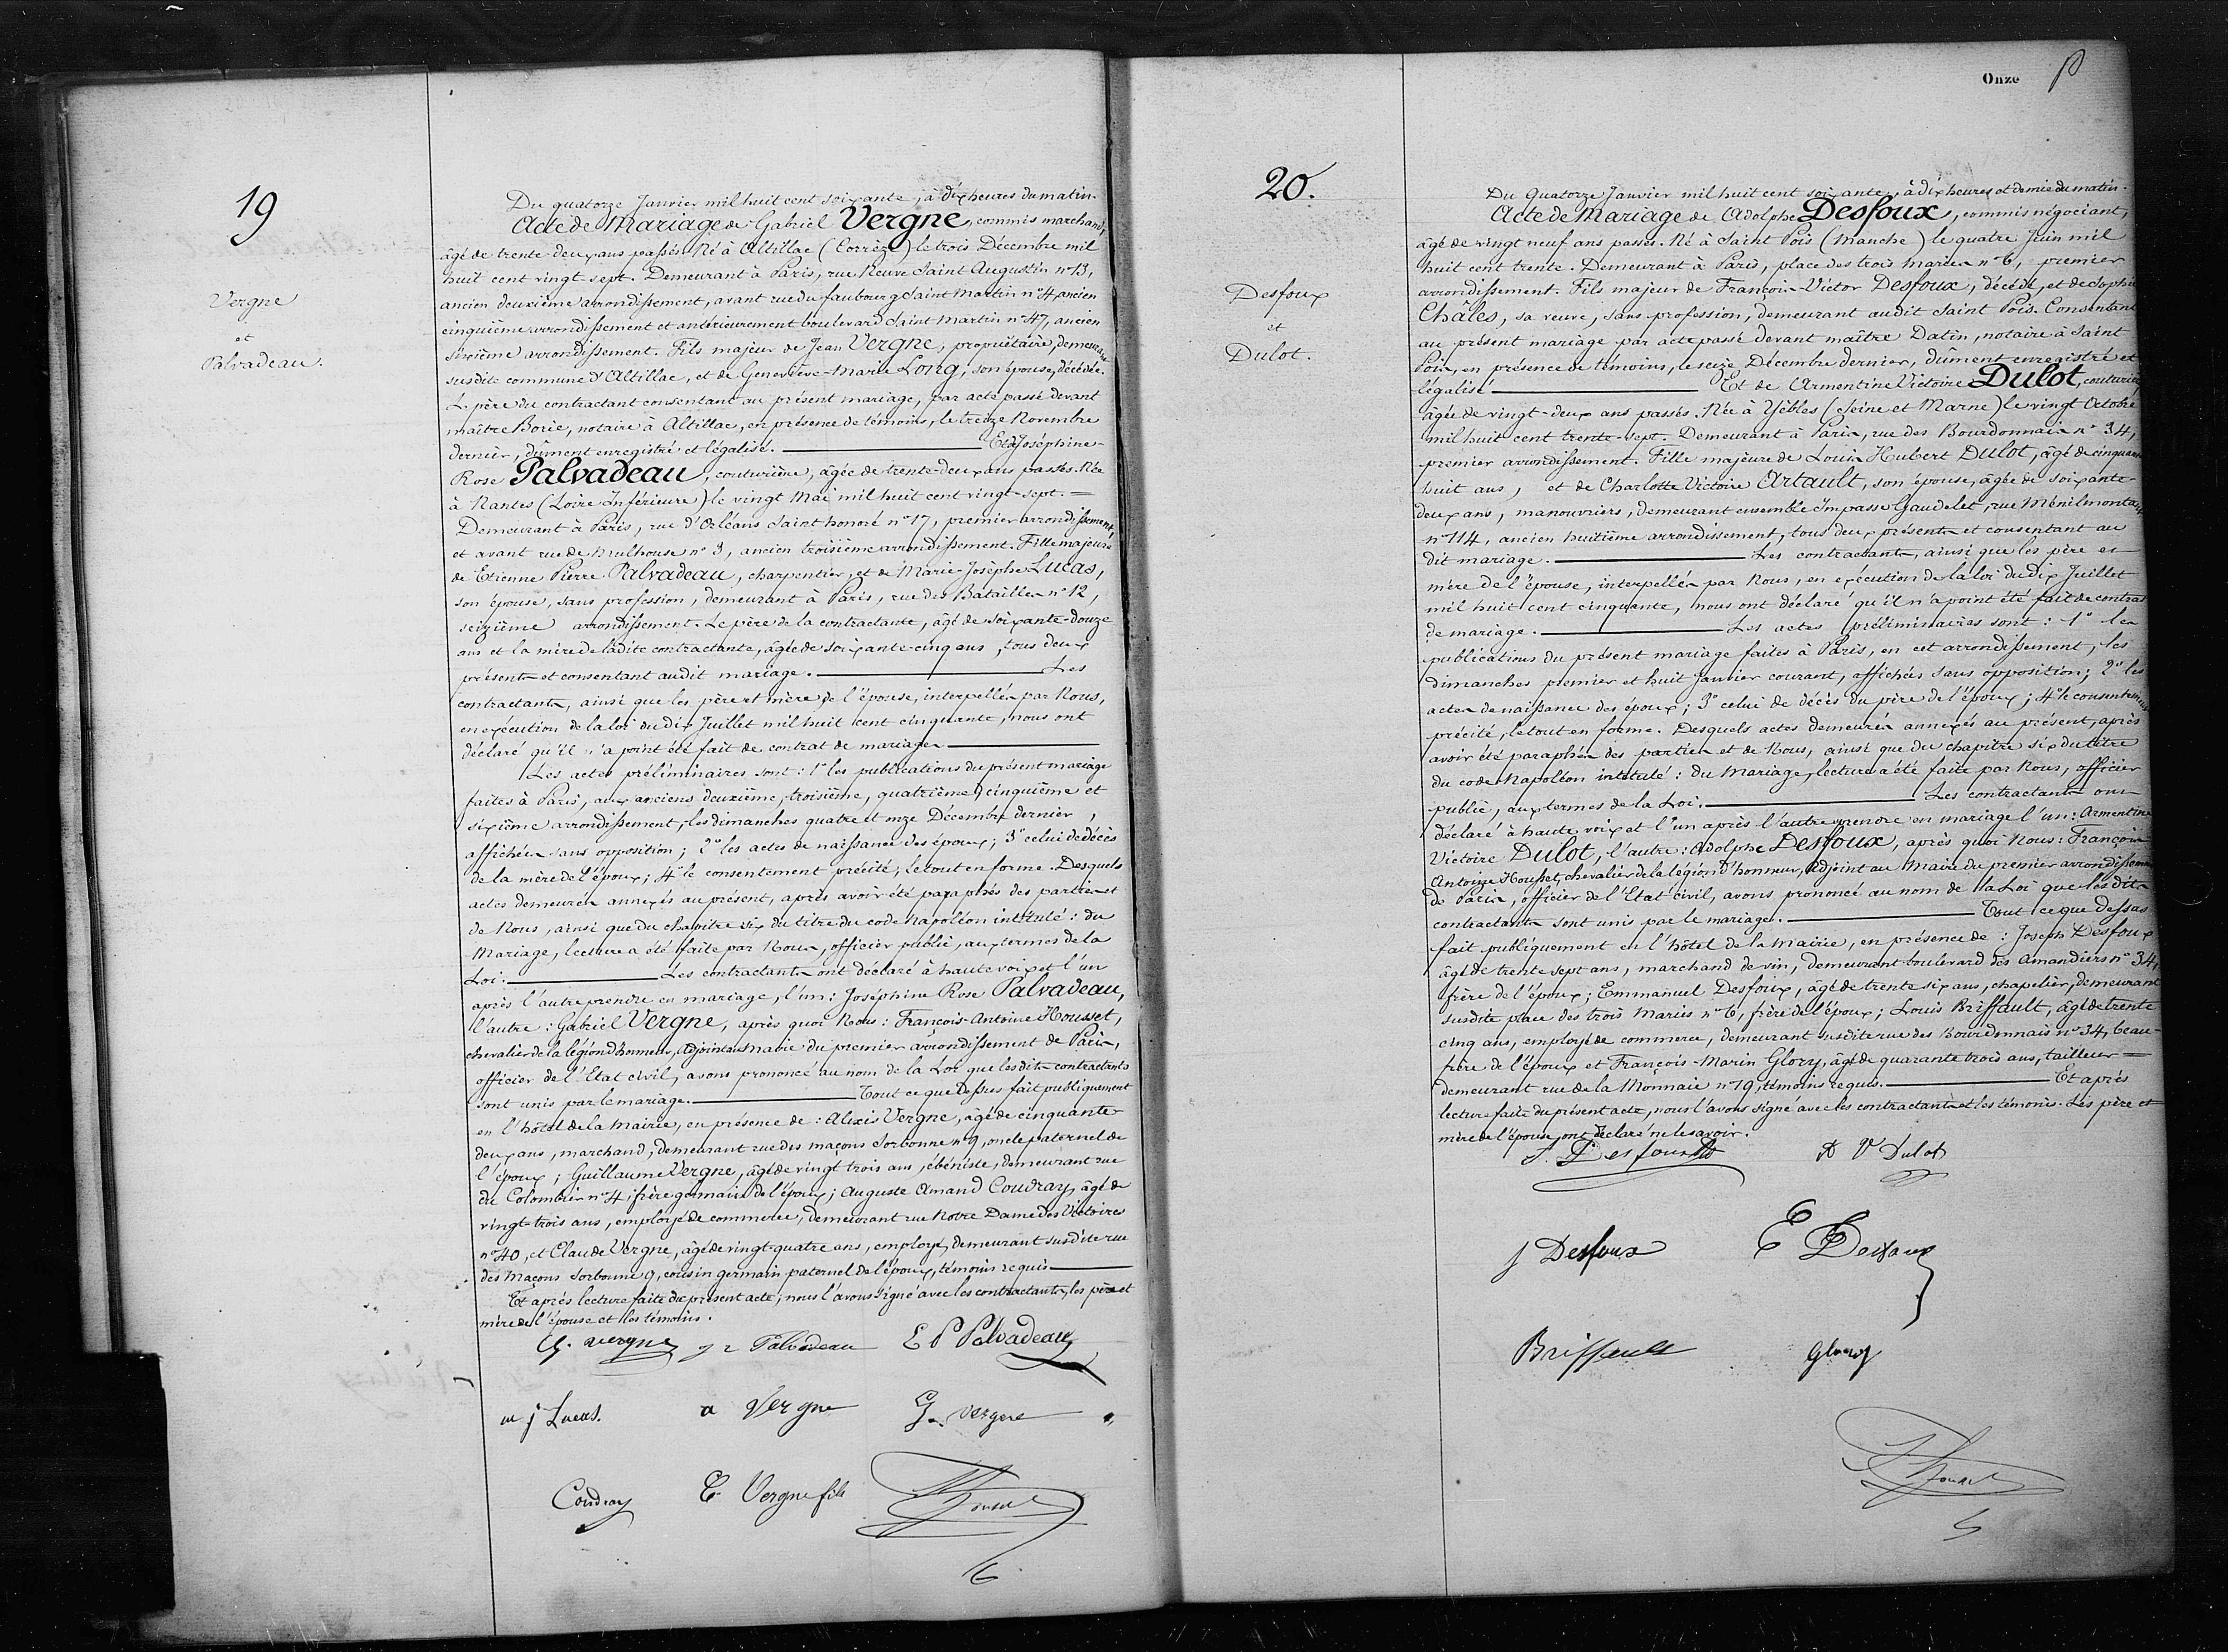 19
Vergne
et
Palvadeau.
Du quatorze Janvier mil huit cent soixante, à dix heures du matin.
Acte de Mariage de Gabriel Vergne, commis marchand,
âgé de trente-deux ans passés. Né à Altillac (Corrèze) le trois Décembre mil
huit cent vingt-sept. Demeurant à Paris, rue Neuve Saint Augustin n° 13,
ancien deuxième arrondissement, avant rue du faubourg Saint Martin n° 4, ancien
cinquième arrondissement et antérieurement boulevard Saint Martin n° 47, ancien
sixième arrondissement. Fils majeur de Jean Vergne, propriétaire, demeurant
susdite commune d'Altillac, et de Geneviève-Marie Long, son épouse, décédée.
Le père du contractant consentant au présent mariage, par acte passé devant
maître Borie, notaire à Altillac, en présence de témoins, le treize Novembre
dernier, dûment enregistré et légalisé. Et de Joséphine-
Rose Palvadeau, couturière, âgée de trente-deux ans passés. Née
à Nantes (Loire Inférieure) le vingt Mai mil huit cent vingt-sept. =
Demeurant à Paris, rue d'Orléans Saint honoré n° 17, premier arrondissement,
et avant rue de Mulhouse n° 3, ancien troisième arrondissement. Fille majeure
de Etienne Pierre Palvadeau, charpentier, et de Marie-Josèphe Lucas,
son épouse, sans profession, demeurant à Paris, rue des Batailles n° 12,
seizième arrondissement. Le père de la contractante, âgé de soixante-douze
ans et la mère de ladite contractante, âgée de soixante-cinq ans, tous deux
présents et consentant audit mariage. Les
contractants, ainsi que les père et mère de l'épouse, interpellés par Nous,
en exécution de la loi du dix Juillet mil huit cent cinquante, nous ont
déclaré qu'il n'a point été fait de contrat de mariage
Les actes préliminaires sont: 1° les publications du présent mariage
faites à Paris, aux anciens deuxième, troisième, quatrième, cinquième et
sixième arrondissement, les dimanches quatre et onze Décembre dernier,
affichées sans opposition; 2° les actes de naissance des époux; 3° celui de décès
de la mère de l'époux; 4° le consentement précité; le tout en forme. Desquels
actes demeurés annexés au présent, après avoir été paraphés des parties et
de Nous, ainsi que du chapitre six du titre du code Napoléon intitulé: du
Mariage, lecture a été faite par Nous, officier public, aux termes de la
Loi. Les contractants ont déclaré à haute voix et l'un
après l'autre prendre en mariage, l'un: Joséphine Rose Palvadeau,
l'autre: Gabriel Vergne, après quoi Nous: François-Antoine Housset,
chevalier de la légion d'honneur, Adjoint au Maire du premier arrondissement de Paris,
officier de l'Etat civil, avons prononcé au nom de la Loi que lesdits contractants
sont unis par le mariage. Tout ce que dessus fait publiquement
en l'hôtel de la Mairie, en présence de: Alexis Vergne, âgé de cinquante-
deux ans, marchand, demeurant rue des maçons Sorbonne n° 9, oncle paternel de
l'époux; Guillaume Vergne, âgé de vingt trois ans, ébéniste, demeurant rue
du Colombier n° 4, frère germain de l'époux; Auguste Amand Coudray, âgé de
vingt-trois ans, employé de commerce, demeurant rue Notre Dame des Victoires
n° 40, et Claude Vergne, âgé de vingt-quatre ans, employé, demeurant susdite rue
des Maçons Sorbonne 9, cousin germain paternel de l'époux, témoins requis
Et après lecture faite du présent acte, nous l'avons signé avec les contractants, les père et
mère de l'épouse et les témoins.
G. Vergne j r Palvadeau E P Palvadeau
m j Lucas. a Vergne G. Vergne
Coudray C Vergne fils
Onze
20.
Desfoux
et
Dulot.
Du Quatorze Janvier mil huit cent soixante, à dix heures et demie du matin.
Acte de Mariage de Adolphe Desfoux, commis négociant,
âgé de vingt neuf ans passés. Né à Saint Pois (Manche) le quatre Juin mil
huit cent trente. Demeurant à Paris, place des trois Maries n° 6, premier
arrondissement. Fils majeur de François-Victor Desfoux, décédé, et de Sophie
Châles, sa veuve, sans profession, demeurant audit Saint Pois. Consentant
au présent mariage par acte passé devant maître Datin, notaire à Saint
Pois, en présence de témoins, le seize Décembre dernier, dûment enregistré et
légalisé Et de Armentine Victoire Dulot, couturière
âgée de vingt-deux ans passés. Née à Yèbles (Seine et Marne) le vingt Octobre
mil huit cent trente-sept. Demeurant à Paris, rue des Bourdonnais n° 34,
premier arrondissement. Fille majeure de Louis Hubert Dulot, âgé de cinquante
huit ans, et de Charlotte Victoire Artault, son épouse, âgée de soixante-
deux ans, manouvriers, demeurant ensemble impasse Gaudelet, rue Ménilmontant
n° 114, ancien huitième arrondissement, tous deux présents et consentant au
dit mariage. Les contractants, ainsi que les père et
mère de l'épouse, interpellés par Nous, en exécution de la loi du dix Juillet
mil huit cent cinquante, nous ont déclaré qu'il n'a point été fait de contrat
de mariage. Les actes préliminaires sont: 1° les
publications du présent mariage faites à Paris, en cet arrondissement, les
dimanches premier et huit Janvier courant, affichées sans opposition; 2° les
actes de naissance des époux; 3° celui de décès du père de l'époux; 4° le consentement
précité, le tout en forme. Desquels actes demeurés annexés au présent, après
avoir été paraphés des parties et de Nous, ainsi que du chapitre six du titre
du code Napoléon intitulé: du Mariage, lecture a été faite par Nous, officier
public, aux termes de la Loi. Les contractants ont
déclaré à haute voix et l'un après l'autre prendre en mariage l'un: Armentine
Victoire Dulot, l'autre: Adolphe Desfoux, après quoi Nous: François
Antoine Housset, chevalier de la légion d'honneur, Adjoint au Maire du premier arrondissement
de Paris, officier de l'Etat civil, avons prononcé au nom de la Loi que lesdits
contractants sont unis par le mariage. Tout ce que dessus
fait publiquement en l'hôtel de la Mairie, en présence de: Joseph Desfoux
âgé de trente sept ans, marchand de vin, demeurant boulevard des Amandiers n° 34,
frère de l'époux; Emmanuel Desfoux, âgé de trente six ans, chapelier, demeurant
susdite place des trois Maries n° 6, frère de l'époux; Louis Briffault, âgé de trente
cinq ans, employé de commerce, demeurant susdite rue des Bourdonnais n° 34, beau-
frère de l'époux et François-Marin Glory, âgé de quarante trois ans, tailleur =
demeurant rue de la Monnaie n° 19, témoins requis. Et après
lecture faite du présent acte, nous l'avons signé avec les contractants et les témoins. Les père et
mère de l'épouse ont déclaré ne le savoir.
Desfoux A V Dulot
J Desfoux E Desfoux
Briffault Glory